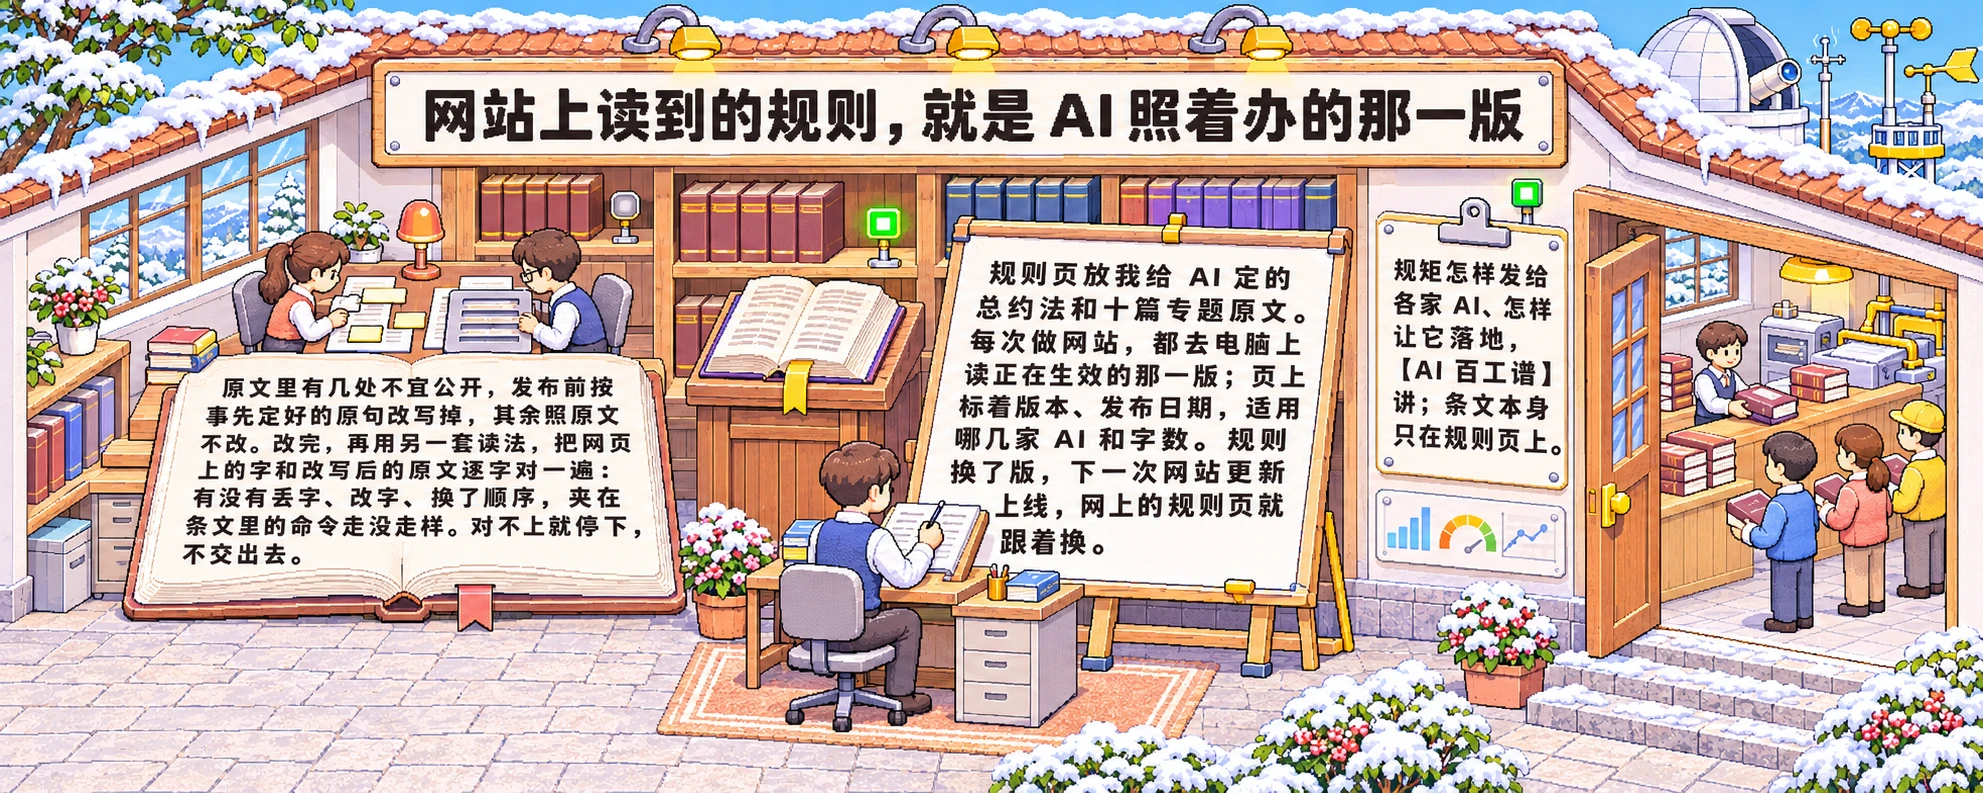 网站上读到的规则，就是 AI 照着办的那一版
原文里有几处不宜公开，发布前按
事先定好的原句改写掉，其余照原文
不改。改完，再用另一套读法，把网页
上的字和改写后的原文逐字对一遍：
有没有丢字、改字、换了顺序，夹在
条文里的命令走没走样。对不上就停下，
不交出去。
规则页放我给 AI 定的
总约法和十篇专题原文。
每次做网站，都去电脑上
读正在生效的那一版；页上
标着版本、发布日期，适用
哪几家 AI 和字数。规则
换了版，下一次网站更新
上线，网上的规则页就
跟着换。
规矩怎样发给
各家 AI、怎样
让它落地，
【AI 百工谱】
讲；条文本身
只在规则页上。